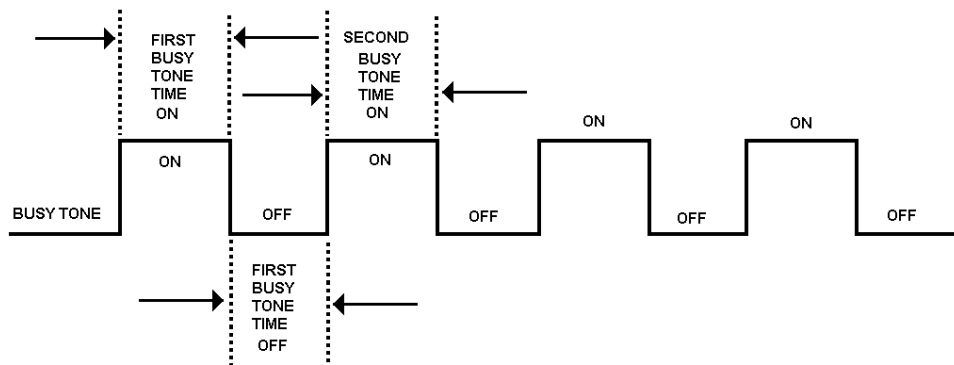 FIRST
BUSY
TONE
TIME
ON
SECOND
BUSY
TONE
TIME
ON
ON
ON
ON
ON
BUSY TONE
OFF
OFF
OFF
OFF
FIRST
BUSY
TONE
TIME
OFF